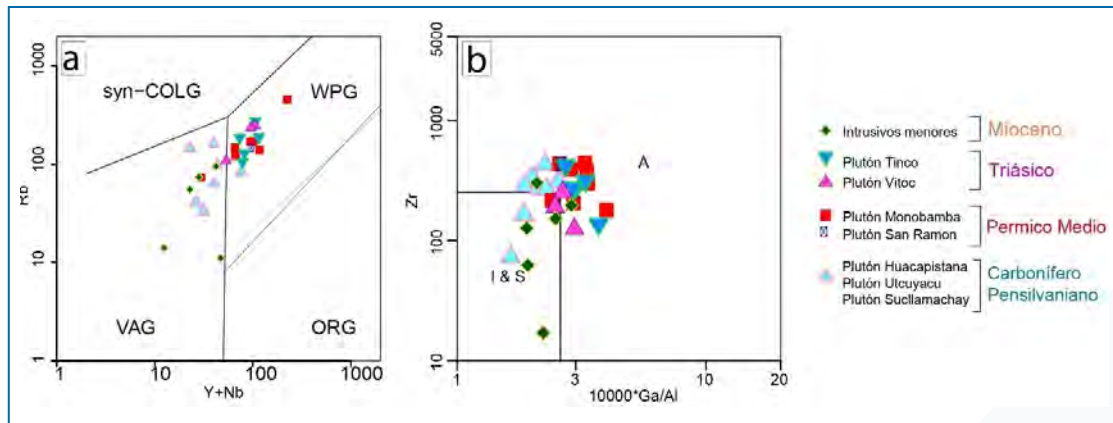 a
syn-COLG
WPG
VAG
ORG
1000
100
10
1
Rb
1
10
100
1000
Y+Nb
b
A
I & S
5000
1000
100
10
Zr
1
3
10
20
10000*Ga/Al
Intrusivos menores
Mioceno
Plutón Tinco
Plutón Vitoc
Triásico
Plutón Monobamba
Plutón San Ramon
Permico Medio
Plutón Huacapistana
Plutón Utcuyacu
Plutón Sucllamachay
Carbonífero
Pensilvaniano